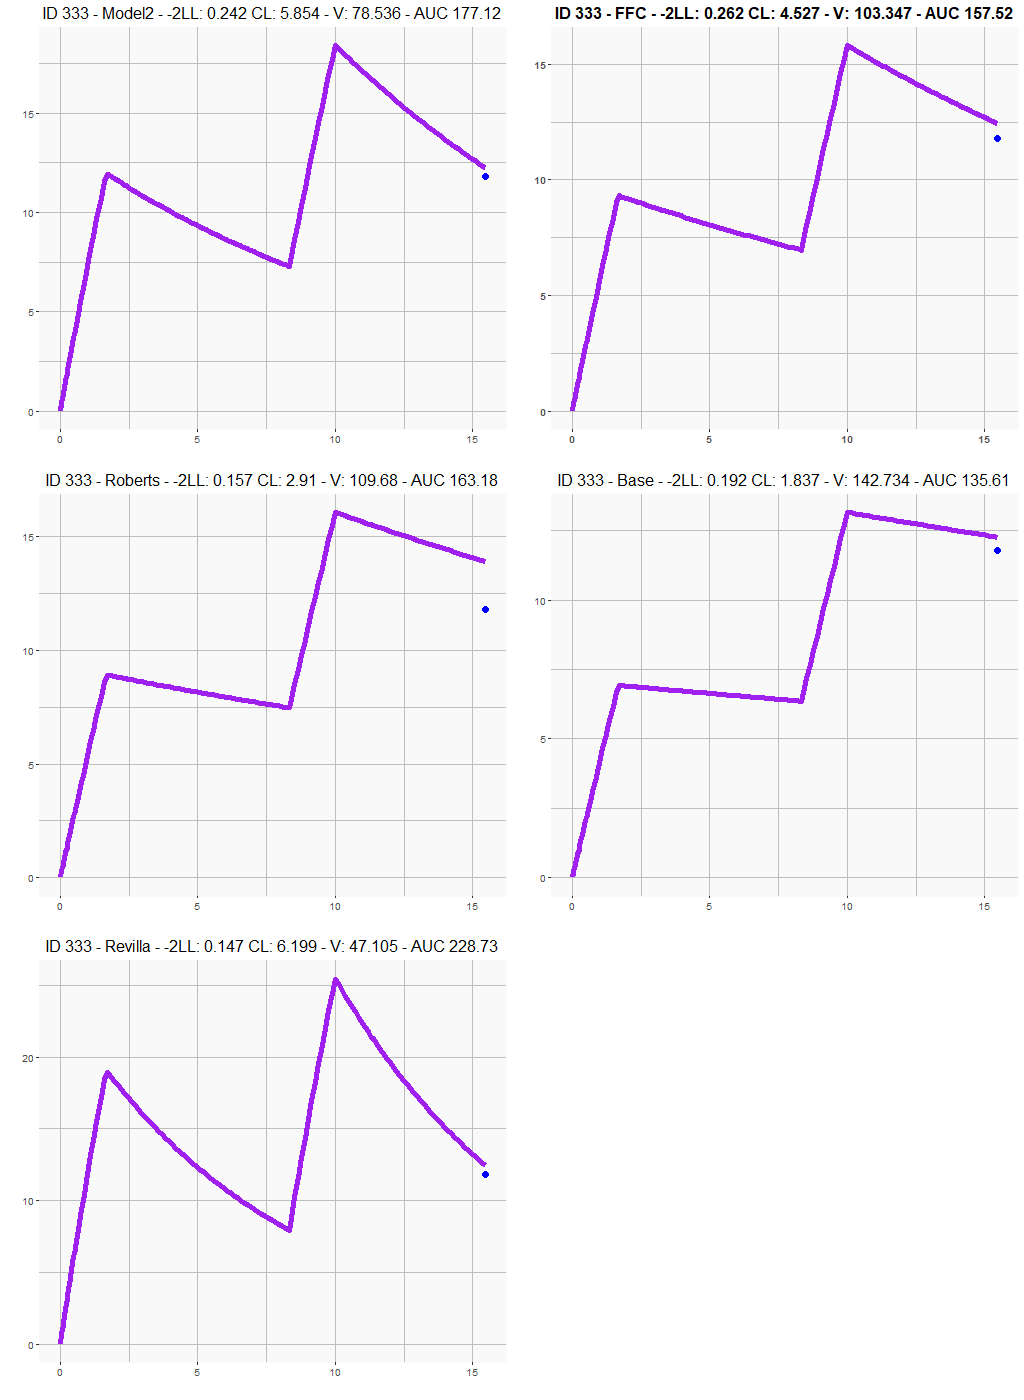 ID 333 - Model2 - -2LL: 0.242 CL: 5.854 - V: 78.536 - AUC 177.12
15
10
5
0
0 5 10 15
ID 333 - FFC - -2LL: 0.262 CL: 4.527 - V: 103.347 - AUC 157.52
15
10
5
0
0 5 10 15
ID 333 - Roberts - -2LL: 0.157 CL: 2.91 - V: 109.68 - AUC 163.18
15
10
5
0
0 5 10 15
ID 333 - Base - -2LL: 0.192 CL: 1.837 - V: 142.734 - AUC 135.61
10
5
0
0 5 10 15
ID 333 - Revilla - -2LL: 0.147 CL: 6.199 - V: 47.105 - AUC 228.73
20
10
0
0 5 10 15